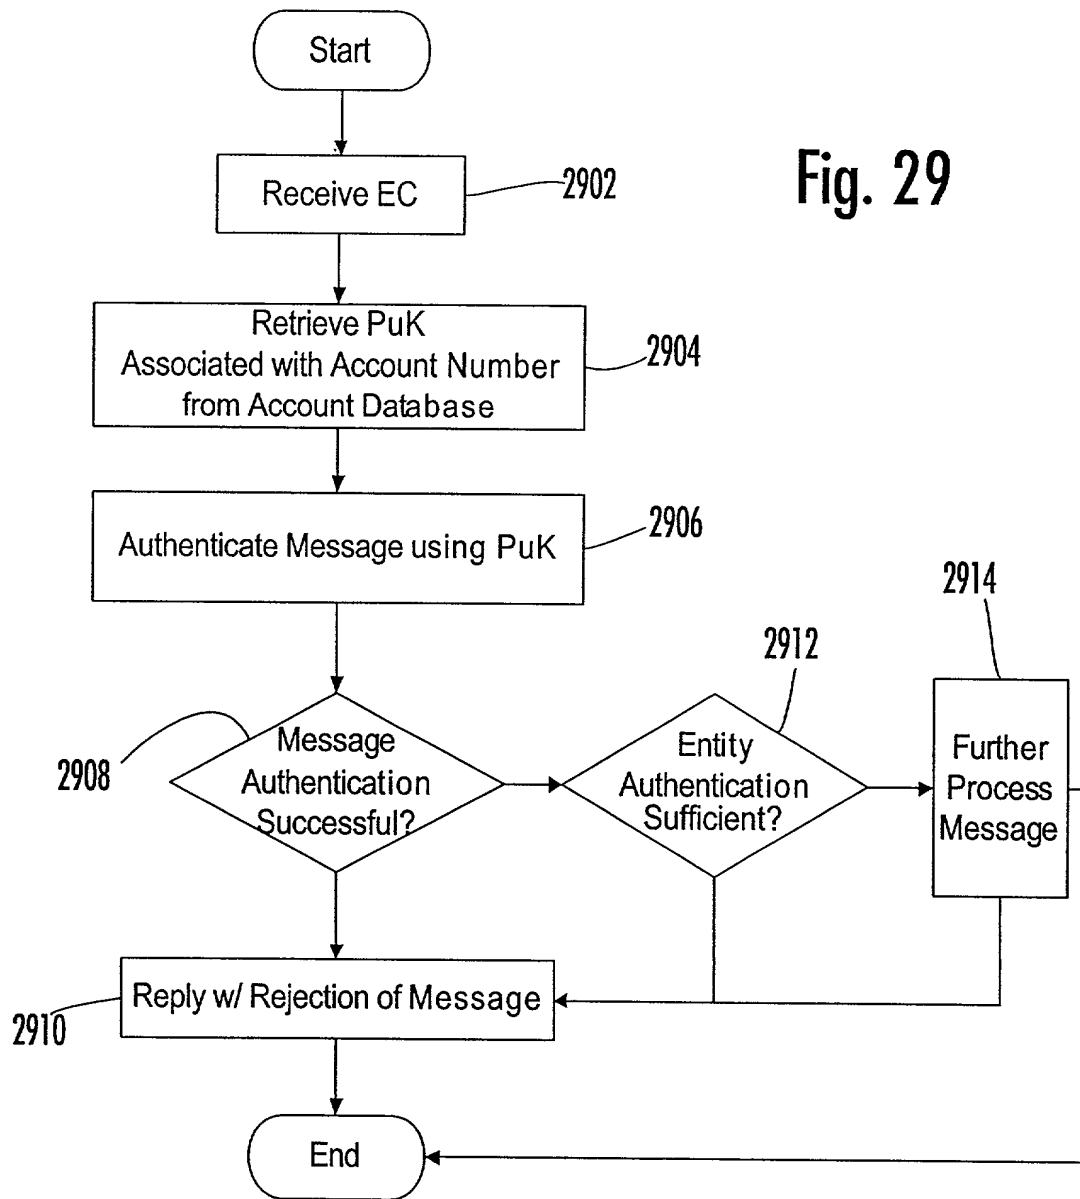 Start
Fig. 29
Receive EC
2902
Retrieve PuK
Associated with Account Number
from Account Database
2904
Authenticate Message using PuK
2906
2914
2912
Message
Authentication
Successful?
2908
Entity
Authentication
Sufficient?
Further
Process
Message
Reply w/ Rejection of Message
2910
End